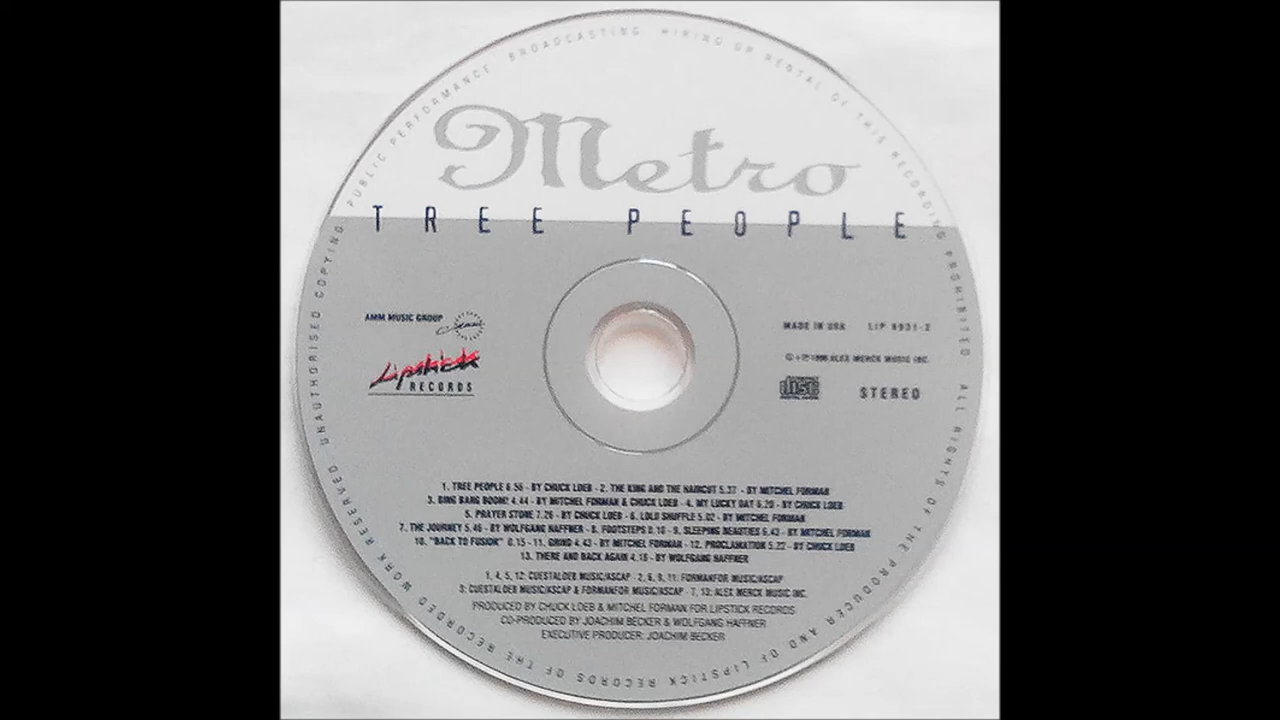 UNAUTHORISED COPYING PUBLIC PERFORMANCE BROADCASTING HIRING OR RENTAL OF THIS RECORDING PROHIBITED ALL RIGHTS OF THE PRODUCER AND OF LIPSTICK RECORDS OF THE RECORDED WORK RESERVED
Metro
TREE PEOPLE
AMM MUSIC GROUP
Lipstick
RECORDS
MADE IN USA LIP 8931-2
ALEX MERCK MUSIC INC.
disc
STEREO
1. TREE PEOPLE 6.56 - BY CHUCK LOEB - 2. THE KING AND THE HAIRCUT 5.37 - BY MITCHEL FORMAN
3. BING BANG BOOM! 4.44 - BY MITCHEL FORMAN & CHUCK LOEB - 4. MY LUCKY DAY 6.20 - BY CHUCK LOEB
5. PRAYER STONE 7.26 - BY CHUCK LOEB - 6. LOLO SHUFFLE 5.02 - BY MITCHEL FORMAN
7. THE JOURNEY 5.46 - BY WOLFGANG HAFFNER - 8. FOOTSTEPS 0.10 - 9. SLEEPING BEAUTIES 6.43 - BY MITCHEL FORMAN
10. "BACK TO FUSION" 0.15 - 11. GRIND 4.43 - BY MITCHEL FORMAN - 12. PROCLAMATION 5.22 - BY CHUCK LOEB
13. THERE AND BACK AGAIN 4.16 - BY WOLFGANG HAFFNER
1, 4, 5, 12: CUESTALOEB MUSIC/ASCAP - 2, 6, 9, 11: FORMANFOR MUSIC/ASCAP
3: CUESTALOEB MUSIC/ASCAP & FORMANFOR MUSIC/ASCAP - 7, 13: ALEX MERCK MUSIC INC.
PRODUCED BY CHUCK LOEB & MITCHEL FORMAN FOR LIPSTICK RECORDS
CO-PRODUCED BY JOACHIM BECKER & WOLFGANG HAFFNER
EXECUTIVE PRODUCER: JOACHIM BECKER